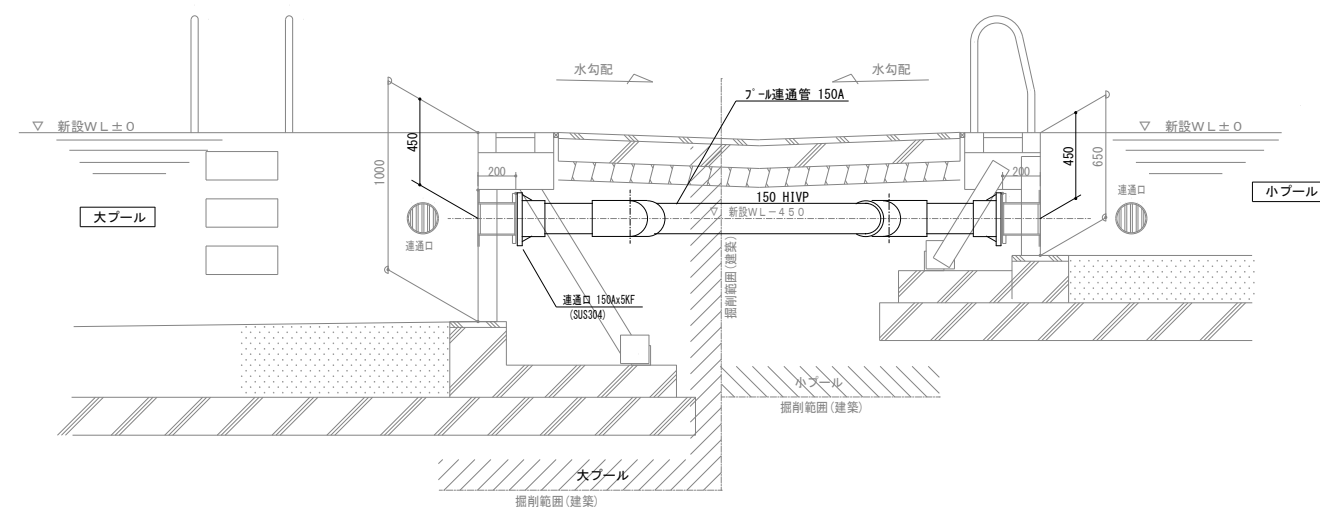 水勾配
水勾配
プール連通管 150A
▽ 新設WL±0
▽ 新設WL±0
450
1000
200
450
650
200
150 HIVP
▽ 新設WL-450
大プール
小プール
連通口
連通口
連通口 150Ax5KF
(SUS304)
掘削範囲(建築)
小プール
掘削範囲(建築)
大プール
掘削範囲(建築)